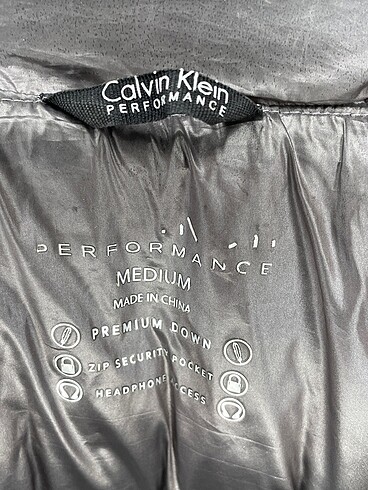 Calvin Klein
PERFORMANCE
PERFORMANCE
MEDIUM
MADE IN CHINA
PREMIUM DOWN
ZIP SECURITY POCKET
HEADPHONE ACCESS